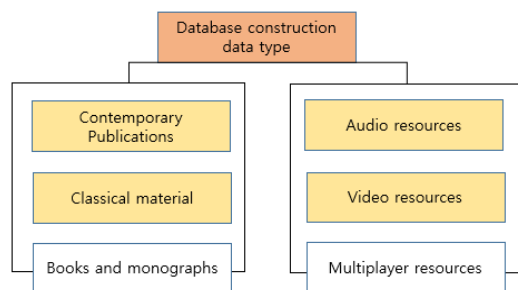 Database construction
data type
Contemporary
Publications
Classical material
Books and monographs
Audio resources
Video resources
Multiplayer resources